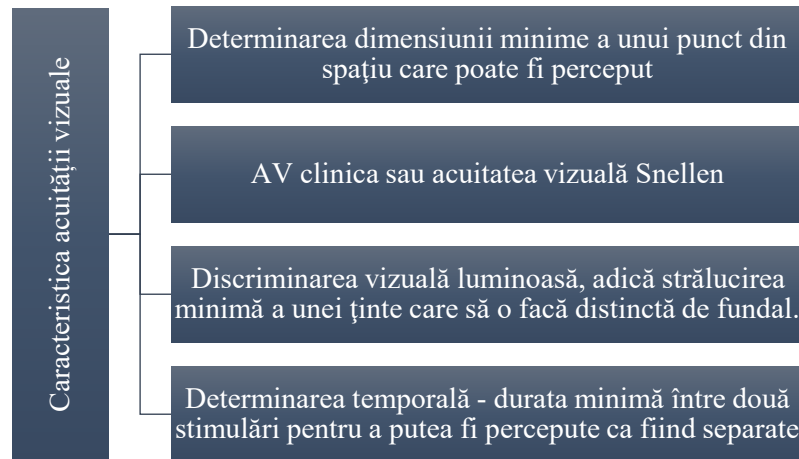 Caracteristica acuității vizuale
Determinarea dimensiunii minime a unui punct din
spaţiu care poate fi perceput
AV clinica sau acuitatea vizuală Snellen
Discriminarea vizuală luminoasă, adică strălucirea
minimă a unei ţinte care să o facă distinctă de fundal.
Determinarea temporală - durata minimă între două
stimulări pentru a putea fi percepute ca fiind separate